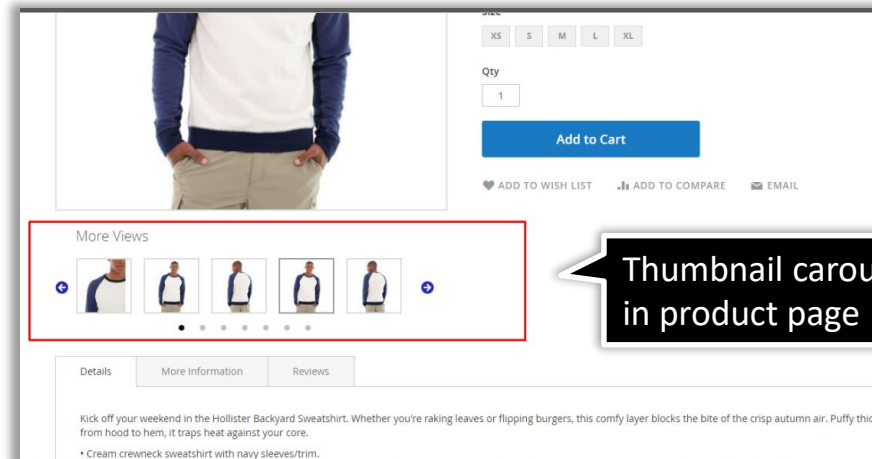 Size
XS S M L XL
Qty
1
Add to Cart
ADD TO WISH LIST ADD TO COMPARE EMAIL
More Views
Thumbnail
in product page
Details More Information Reviews
Kick off your weekend in the Hollister Backyard Sweatshirt. Whether you're raking leaves or flipping burgers, this comfy layer blocks the bite of the crisp autumn air. Puffy
from hood to hem, it traps heat against your core.
• Cream crewneck sweatshirt with navy sleeves/trim.